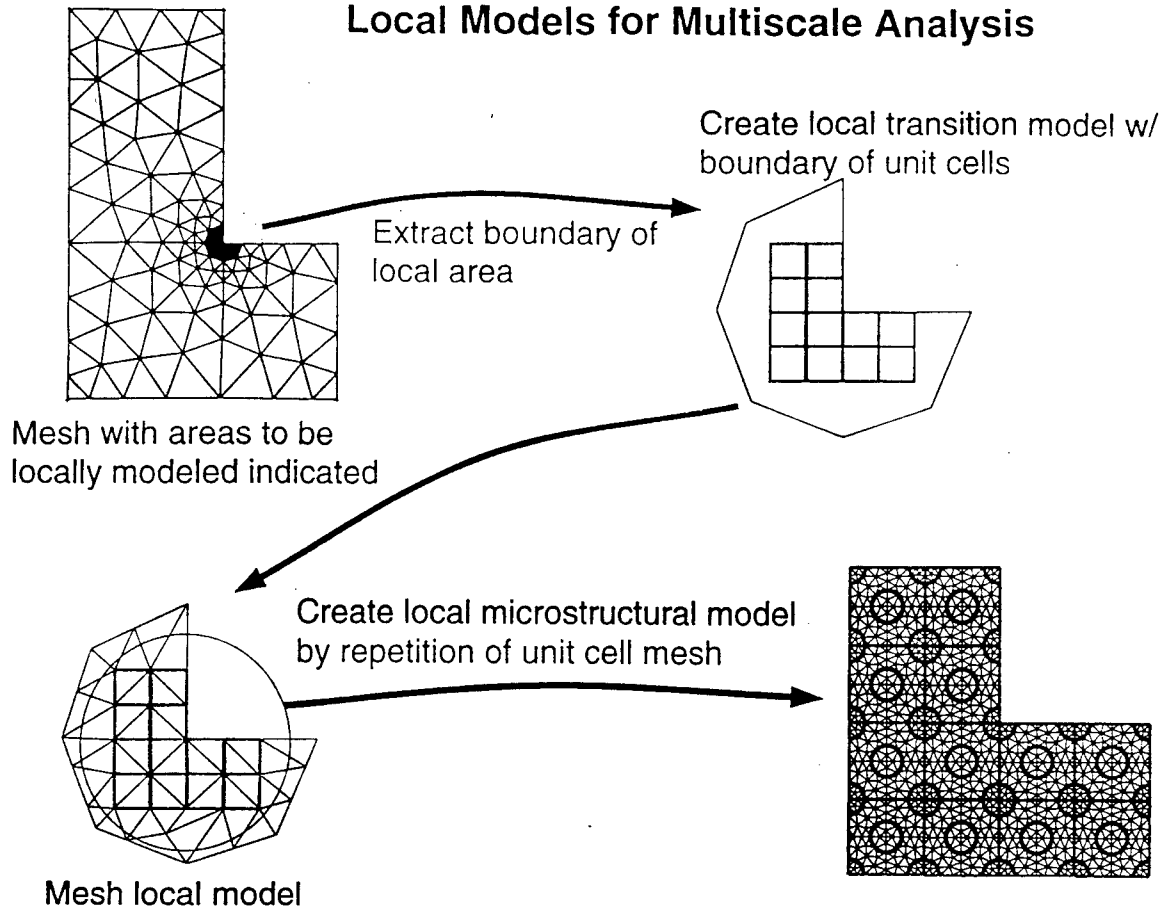 Local Models for Multiscale Analysis
Create local transition model w/
boundary of unit cells
Extract boundary of
local area
Mesh with areas to be
locally modeled indicated
Create local microstructural model
by repetition of unit cell mesh
Mesh local model